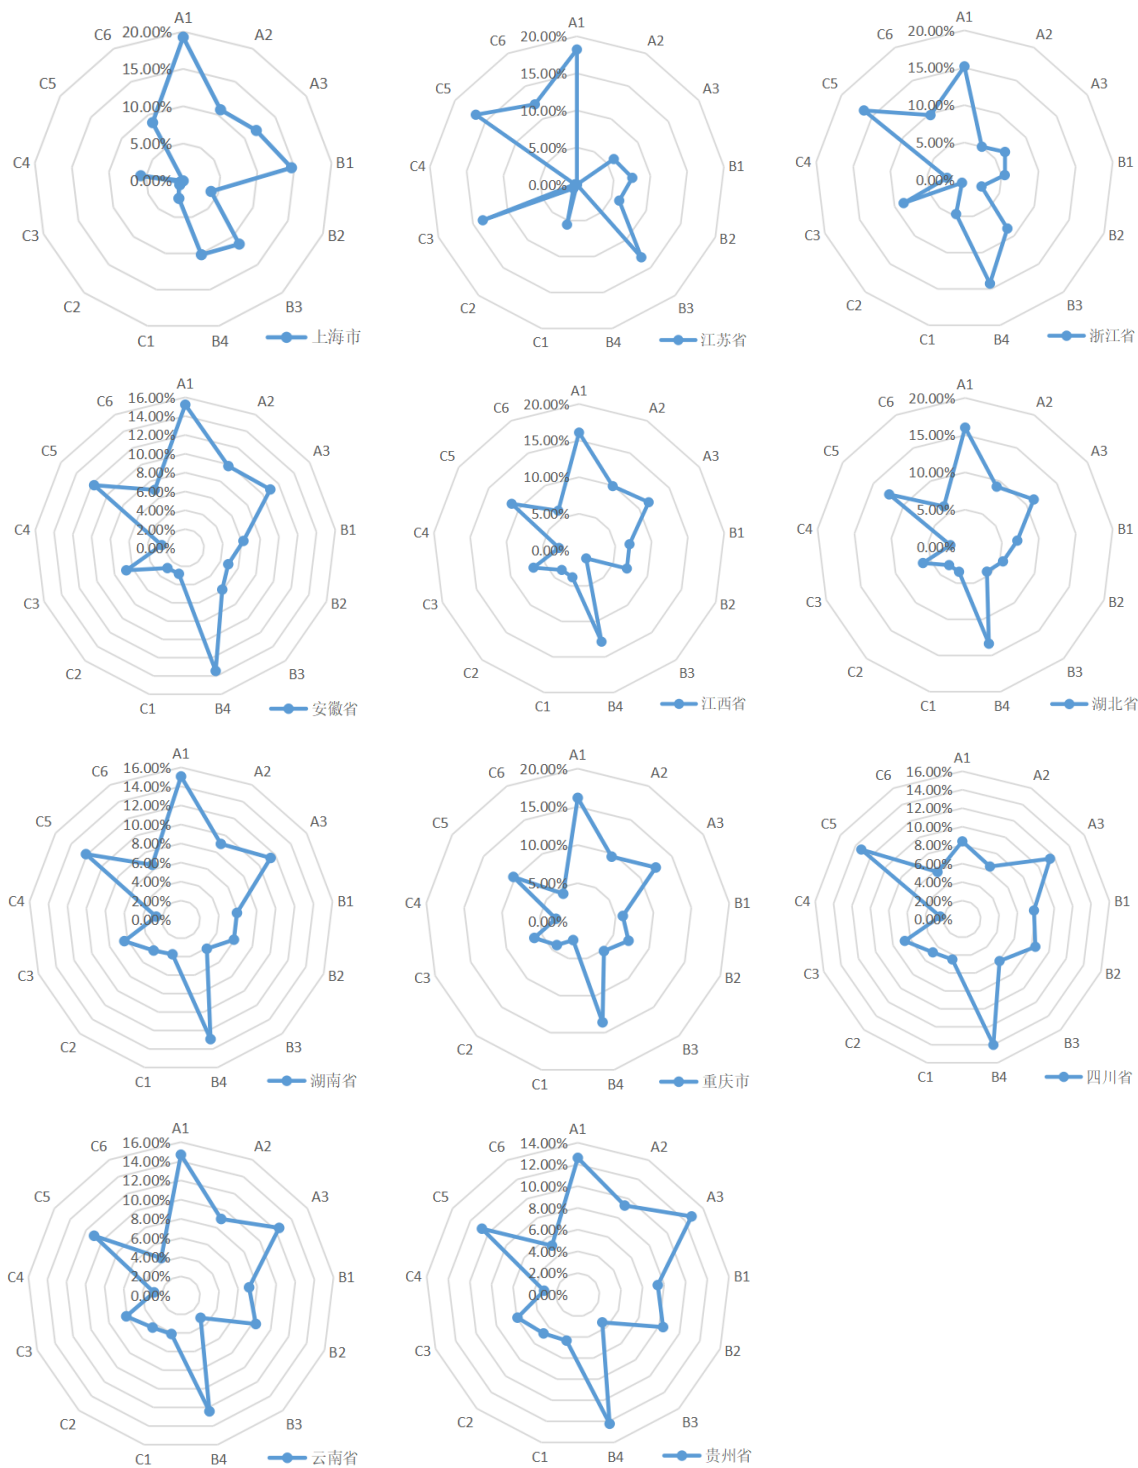 A1
20.00%
C6
A2
15.00%
C5
A3
10.00%
5.00%
C4
B1
0.00%
C3
B2
C2
B3
C1
B4
上海市
A1
20.00%
C6
A2
15.00%
C5
A3
10.00%
5.00%
C4
B1
0.00%
C3
B2
C2
B3
C1
B4
江苏省
A1
20.00%
C6
A2
15.00%
C5
A3
10.00%
5.00%
C4
B1
0.00%
C3
B2
C2
B3
C1
B4
浙江省
A1
16.00%
C6
A2
14.00%
12.00%
C5
A3
10.00%
8.00%
6.00%
4.00%
C4
B1
2.00%
0.00%
C3
B2
C2
B3
C1
B4
安徽省
A1
20.00%
C6
A2
15.00%
C5
A3
10.00%
5.00%
C4
B1
0.00%
C3
B2
C2
B3
C1
B4
江西省
A1
20.00%
C6
A2
15.00%
C5
A3
10.00%
5.00%
C4
B1
0.00%
C3
B2
C2
B3
C1
B4
湖北省
A1
16.00%
C6
A2
14.00%
12.00%
C5
A3
10.00%
8.00%
6.00%
4.00%
C4
B1
2.00%
0.00%
C3
B2
C2
B3
C1
B4
湖南省
A1
20.00%
C6
A2
15.00%
C5
A3
10.00%
5.00%
C4
B1
0.00%
C3
B2
C2
B3
C1
B4
重庆市
A1
16.00%
C6
A2
14.00%
12.00%
C5
A3
10.00%
8.00%
6.00%
4.00%
C4
B1
2.00%
0.00%
C3
B2
C2
B3
C1
B4
四川省
A1
16.00%
C6
A2
14.00%
12.00%
C5
A3
10.00%
8.00%
6.00%
4.00%
C4
B1
2.00%
0.00%
C3
B2
C2
B3
C1
B4
云南省
A1
14.00%
C6
A2
12.00%
10.00%
C5
A3
8.00%
6.00%
4.00%
C4
B1
2.00%
0.00%
C3
B2
C2
B3
C1
B4
贵州省